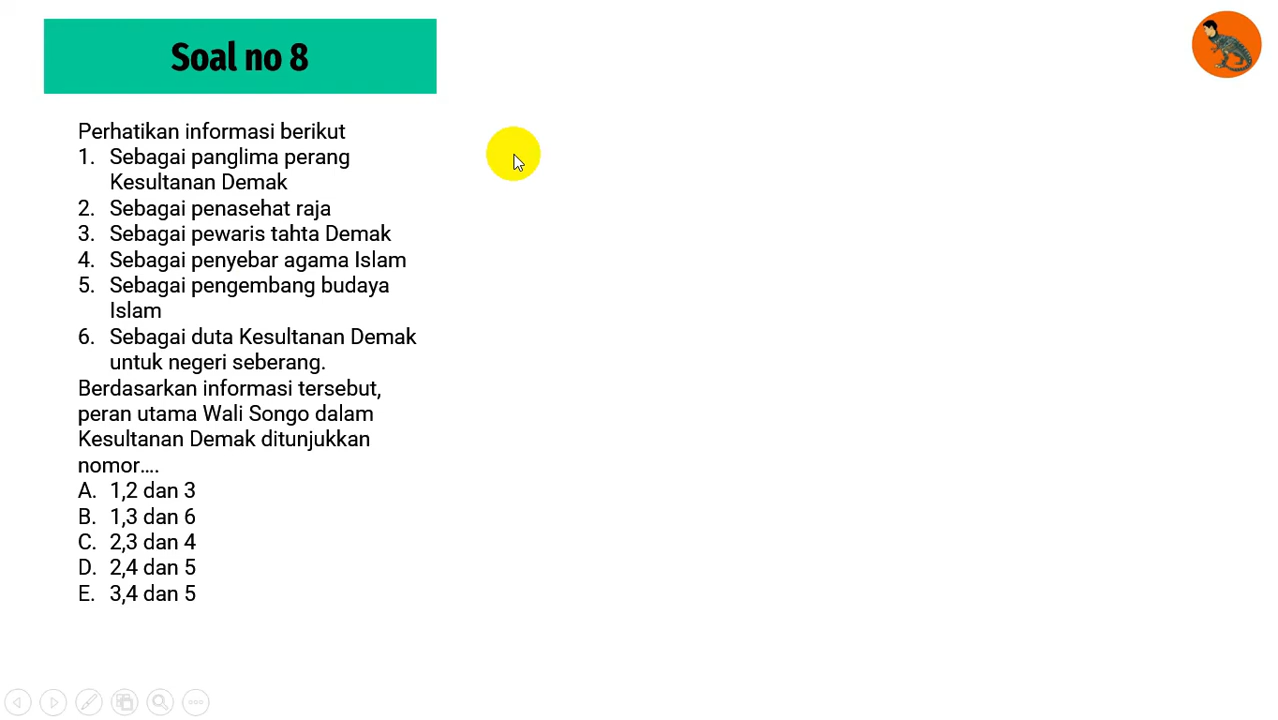 Soal no 8
Perhatikan informasi berikut
1. Sebagai panglima perang
Kesultanan Demak
2. Sebagai penasehat raja
3. Sebagai pewaris tahta Demak
4. Sebagai penyebar agama Islam
5. Sebagai pengembang budaya
Islam
6. Sebagai duta Kesultanan Demak
untuk negeri seberang.
Berdasarkan informasi tersebut,
peran utama Wali Songo dalam
Kesultanan Demak ditunjukkan
nomor....
A. 1,2 dan 3
B. 1,3 dan 6
C. 2,3 dan 4
D. 2,4 dan 5
E. 3,4 dan 5